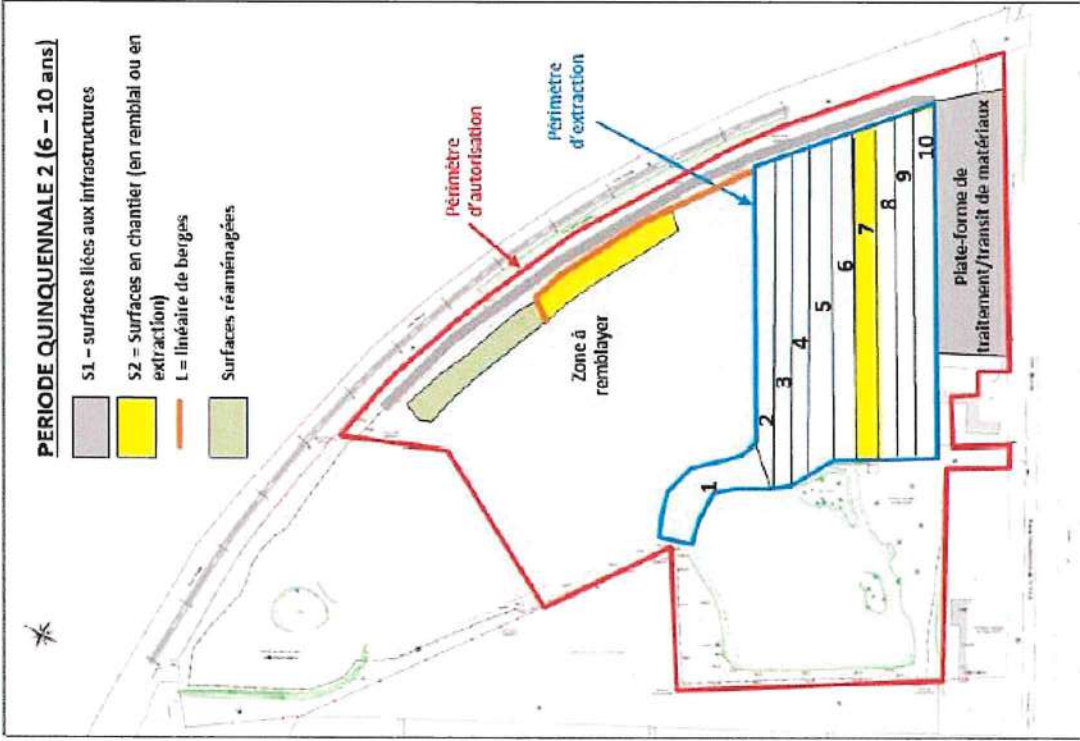 PERIODE QUINQUENNALE 2 (6 – 10 ans)
S1 – surfaces liées aux infrastructures
S2 = Surfaces en chantier (en remblai ou en
extraction)
L = linéaire de berges
Surfaces réaménagées
Périmètre
d'autorisation
Périmètre
d'extraction
Zone à
remblayer
1
2
3
4
5
6
7
8
9
10
Plate-forme de
traitement/transit de matériaux